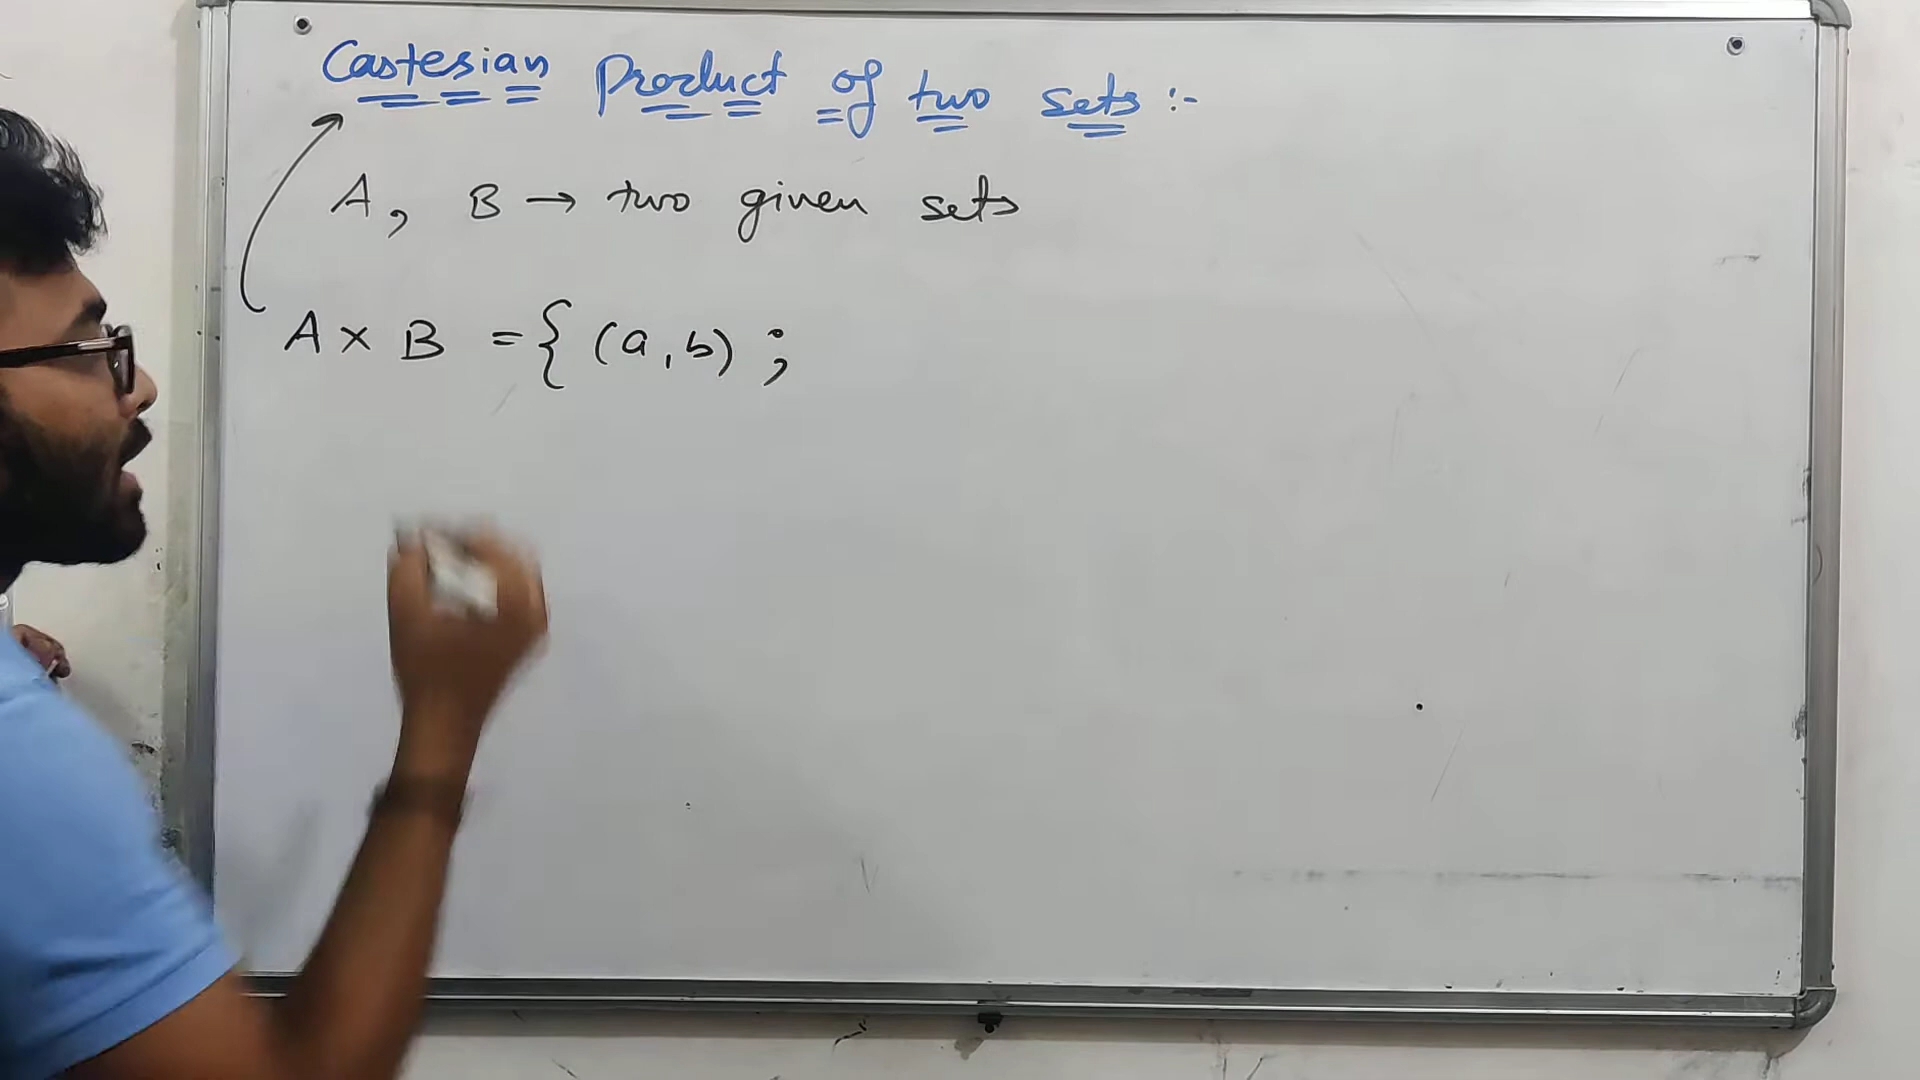 Cartesian Product of two sets :-
A, B → two given sets
A × B = { (a, b) ;